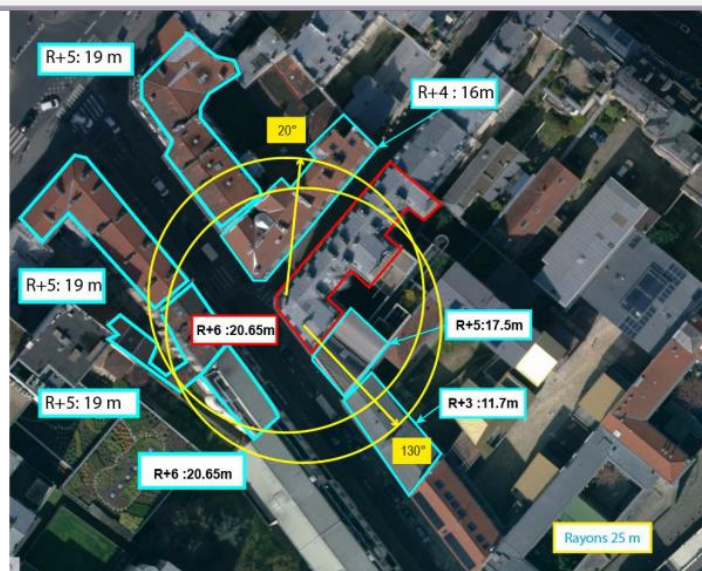 R+5: 19 m
R+4 : 16m
20°
R+5: 19 m
R+6 :20.65m
R+5:17.5m
R+5: 19 m
R+3 :11.7m
130°
R+6 :20.65m
Rayons 25 m